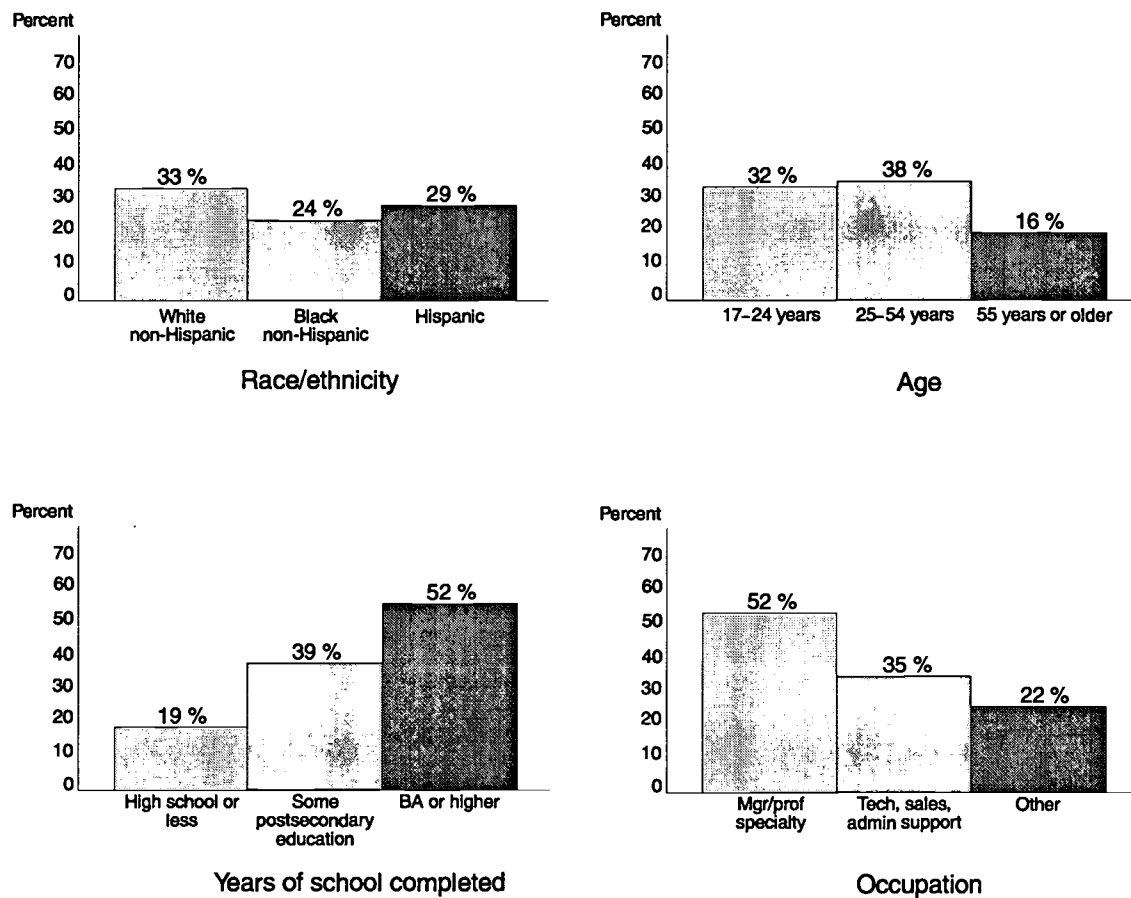 Percent
70
60
50
40
30
20
10
0
33 %
24 %
29 %
White
non-Hispanic
Black
non-Hispanic
Hispanic
Race/ethnicity
Percent
70
60
50
40
30
20
10
0
32 %
38 %
16 %
17–24 years
25–54 years
55 years or older
Age
Percent
70
60
50
40
30
20
10
0
19 %
39 %
52 %
High school or
less
Some
postsecondary
education
BA or higher
Years of school completed
Percent
70
60
50
40
30
20
10
0
52 %
35 %
22 %
Mgr/prof
specialty
Tech, sales,
admin support
Other
Occupation